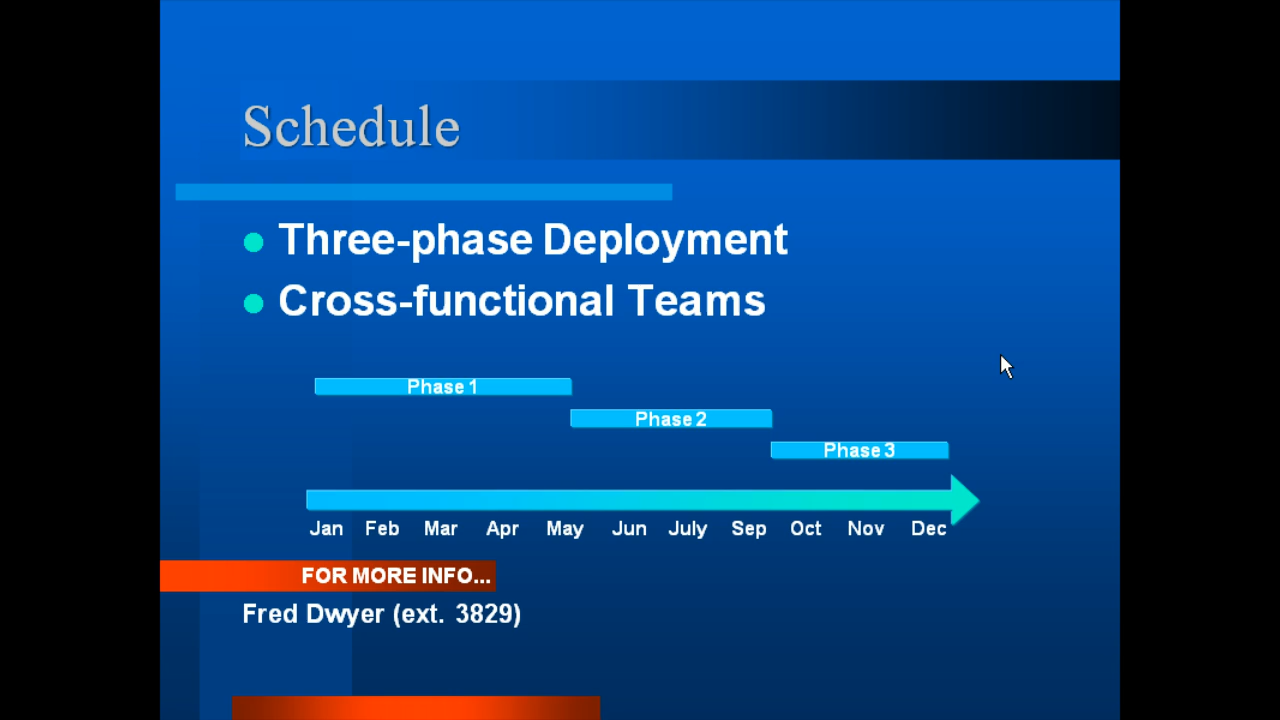 Schedule
Three-phase Deployment
Cross-functional Teams
Phase 1
Phase 2
Phase 3
Jan Feb Mar Apr May Jun July Sep Oct Nov Dec
FOR MORE INFO...
Fred Dwyer (ext. 3829)